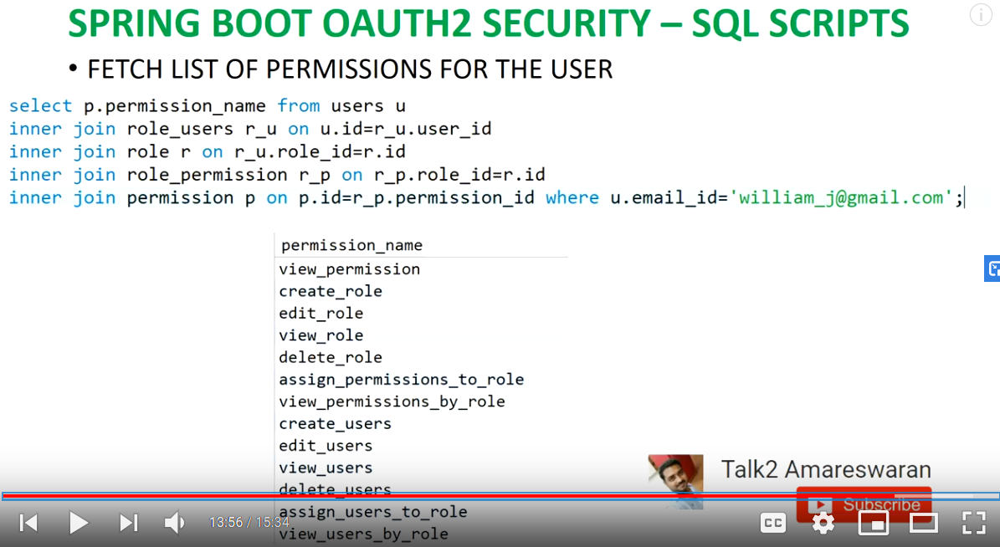 SPRING BOOT OAUTH2 SECURITY – SQL SCRIPTS
• FETCH LIST OF PERMISSIONS FOR THE USER
select p.permission_name from users u
inner join role_users r_u on u.id=r_u.user_id
inner join role r on r_u.role_id=r.id
inner join role_permission r_p on r_p.role_id=r.id
inner join permission p on p.id=r_p.permission_id where u.email_id='william_j@gmail.com';
permission_name
view_permission
create_role
edit_role
view_role
delete_role
assign_permissions_to_role
view_permissions_by_role
create_users
edit_users
view_users
delete_users
assign_users_to_role
view_users_by_role
Talk2 Amareswaran
Subscribe
13:56 / 15:34
CC